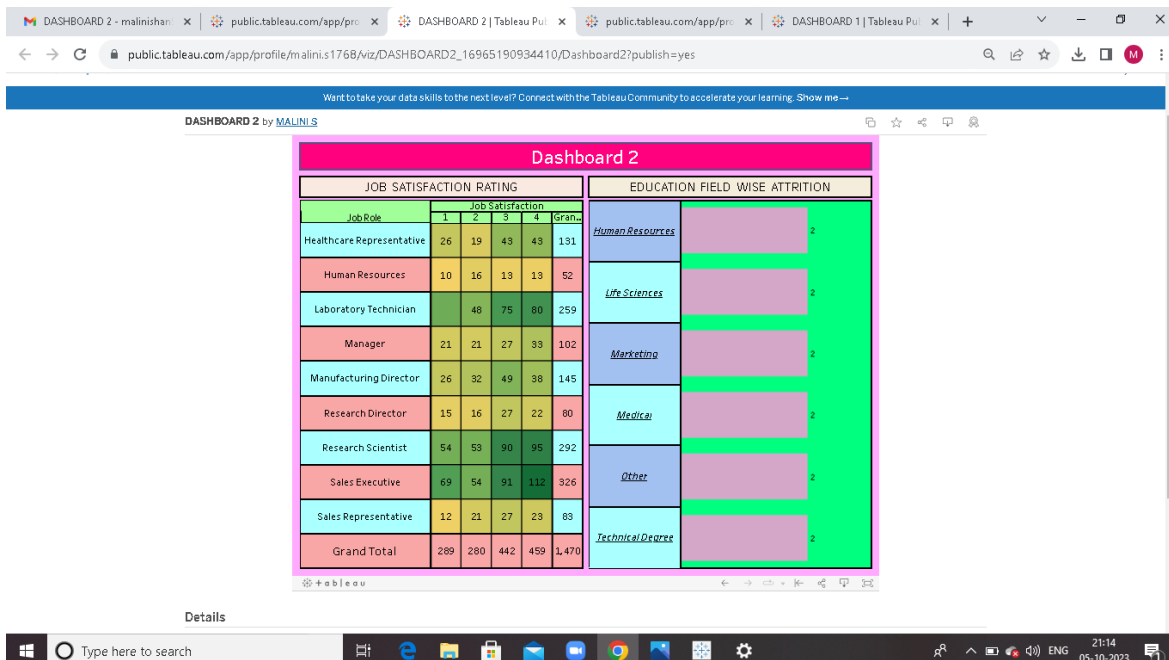 DASHBOARD 2 - malinishan
public.tableau.com/app/pro
DASHBOARD 2 | Tableau Pub
public.tableau.com/app/pro
DASHBOARD 1 | Tableau Pub
public.tableau.com/app/profile/malini.s1768/viz/DASHBOARD2_16965190934410/Dashboard2?publish=yes
M
Want to take your data skills to the next level? Connect with the Tableau Community to accelerate your learning. Show me→
DASHBOARD 2 by MALINI S
Dashboard 2
JOB SATISFACTION RATING
Job Satisfaction
Job Role 1 2 3 4 Gran..
Healthcare Representative 26 19 43 43 131
Human Resources 10 16 13 13 52
Laboratory Technician 48 75 80 259
Manager 21 21 27 33 102
Manufacturing Director 26 32 49 38 145
Research Director 15 16 27 22 80
Research Scientist 54 53 90 95 292
Sales Executive 69 54 91 112 326
Sales Representative 12 21 27 23 83
Grand Total 289 280 442 459 1,470
EDUCATION FIELD WISE ATTRITION
Human Resources 2
Life Sciences 2
Marketing 2
Medical 2
Other 2
Technical Degree 2
+ableau
Details
Type here to search
ENG
21:14
05-10-2023